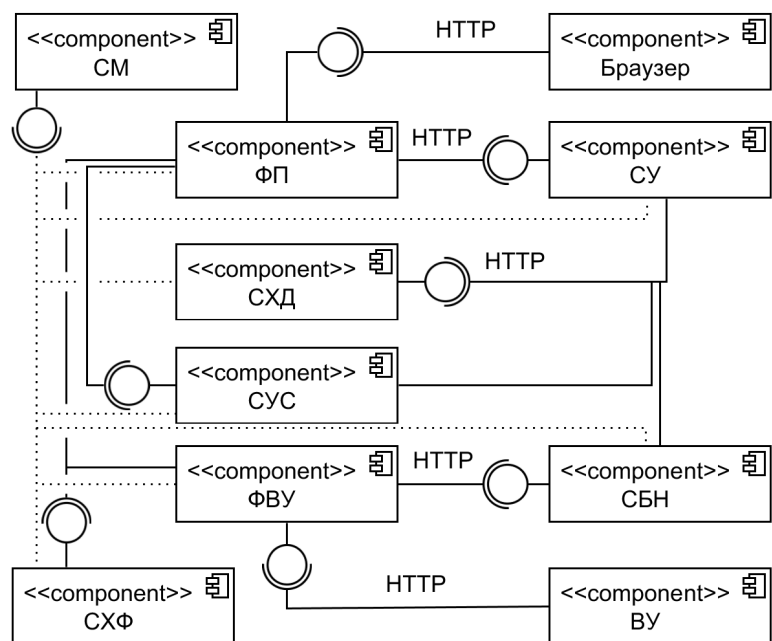 <<component>>
СМ
HTTP
<<component>>
Браузер
<<component>>
ФП
HTTP
<<component>>
СУ
<<component>>
СХД
HTTP
<<component>>
СУС
<<component>>
ФВУ
HTTP
<<component>>
СБН
<<component>>
СХФ
HTTP
<<component>>
ВУ